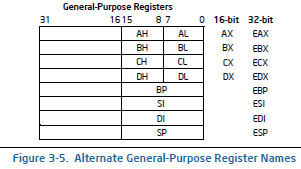 General-Purpose Registers
31 16 15 8 7 0 16-bit 32-bit
AH AL AX EAX
BH BL BX EBX
CH CL CX ECX
DH DL DX EDX
BP EBP
SI ESI
DI EDI
SP ESP
Figure 3-5. Alternate General-Purpose Register Names